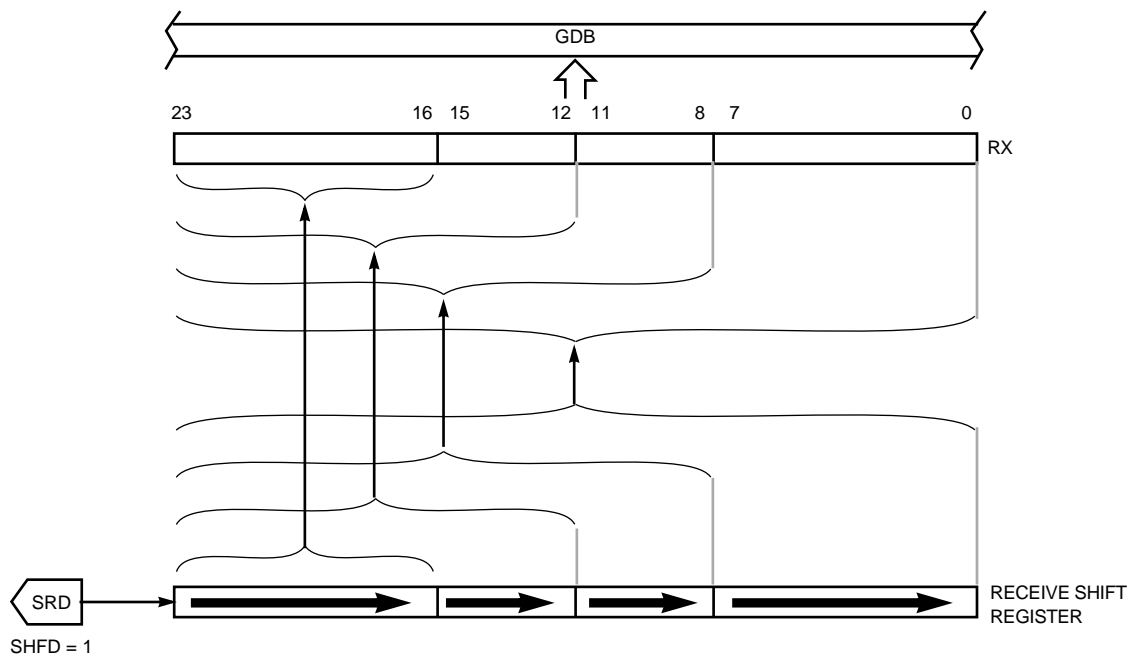 GDB
23 16 15 12 11 8 7 0
RX
SRD
RECEIVE SHIFT
REGISTER
SHFD = 1